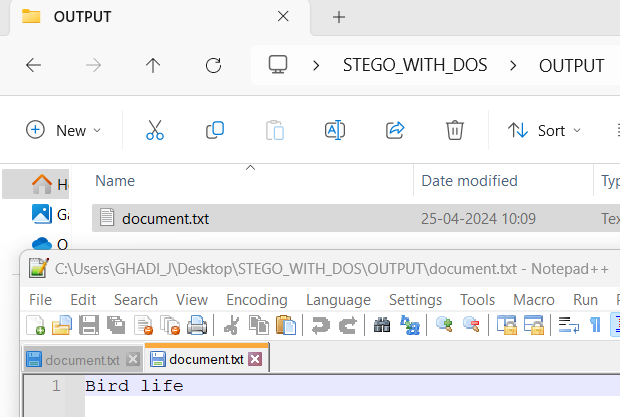 OUTPUT
STEGO_WITH_DOS > OUTPUT
New
Sort
Name
Date modified
Ty
document.txt
25-04-2024 10:09
Te
H
Ga
O
C:\Users\GHADI_J\Desktop\STEGO_WITH_DOS\OUTPUT\document.txt - Notepad++
File Edit Search View Encoding Language Settings Tools Macro Run
document.txt
document.txt
1 Bird life